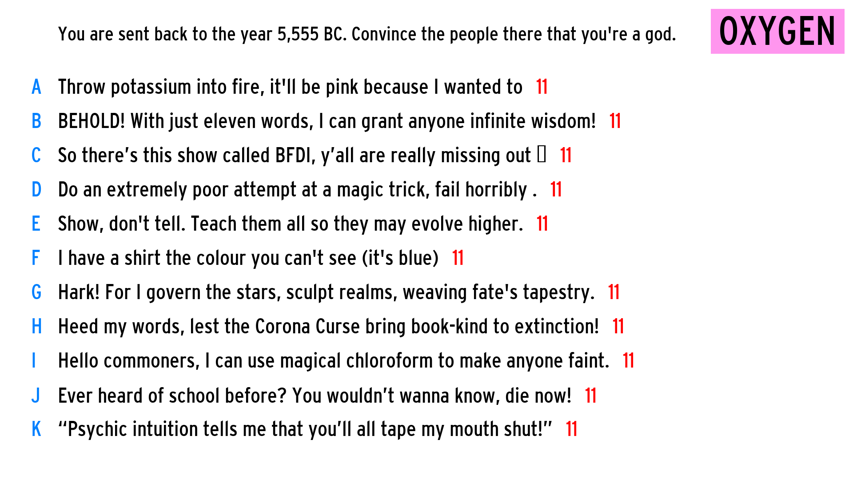 You are sent back to the year 5,555 BC. Convince the people there that you're a god.
OXYGEN
A Throw potassium into fire, it'll be pink because I wanted to 11
B BEHOLD! With just eleven words, I can grant anyone infinite wisdom! 11
C So there’s this show called BFDI, y’all are really missing out ▯ 11
D Do an extremely poor attempt at a magic trick, fail horribly . 11
E Show, don't tell. Teach them all so they may evolve higher. 11
F I have a shirt the colour you can't see (it's blue) 11
G Hark! For I govern the stars, sculpt realms, weaving fate's tapestry. 11
H Heed my words, lest the Corona Curse bring book-kind to extinction! 11
I Hello commoners, I can use magical chloroform to make anyone faint. 11
J Ever heard of school before? You wouldn’t wanna know, die now! 11
K “Psychic intuition tells me that you’ll all tape my mouth shut!” 11